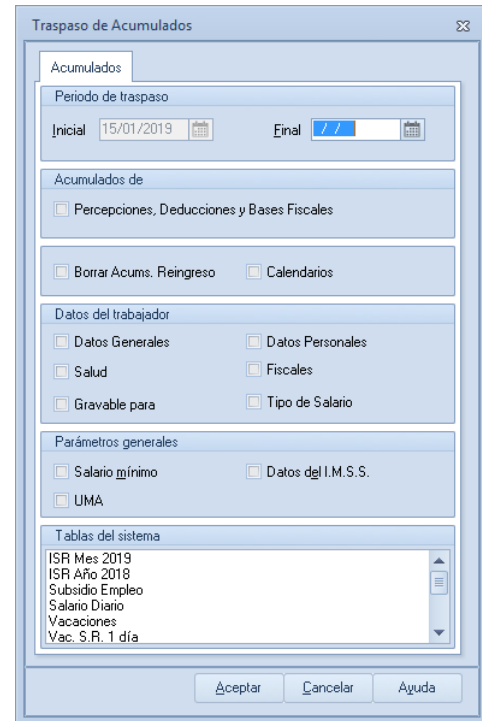 Traspaso de Acumulados
Acumulados
Periodo de traspaso
Inicial 15/01/2019 Final / /
Acumulados de
Percepciones, Deducciones y Bases Fiscales
Borrar Acums. Reingreso Calendarios
Datos del trabajador
Datos Generales Datos Personales
Salud Fiscales
Gravable para Tipo de Salario
Parámetros generales
Salario mínimo Datos del I.M.S.S.
UMA
Tablas del sistema
ISR Mes 2019
ISR Año 2018
Subsidio Empleo
Salario Diario
Vacaciones
Vac. S.R. 1 día
Aceptar Cancelar Ayuda